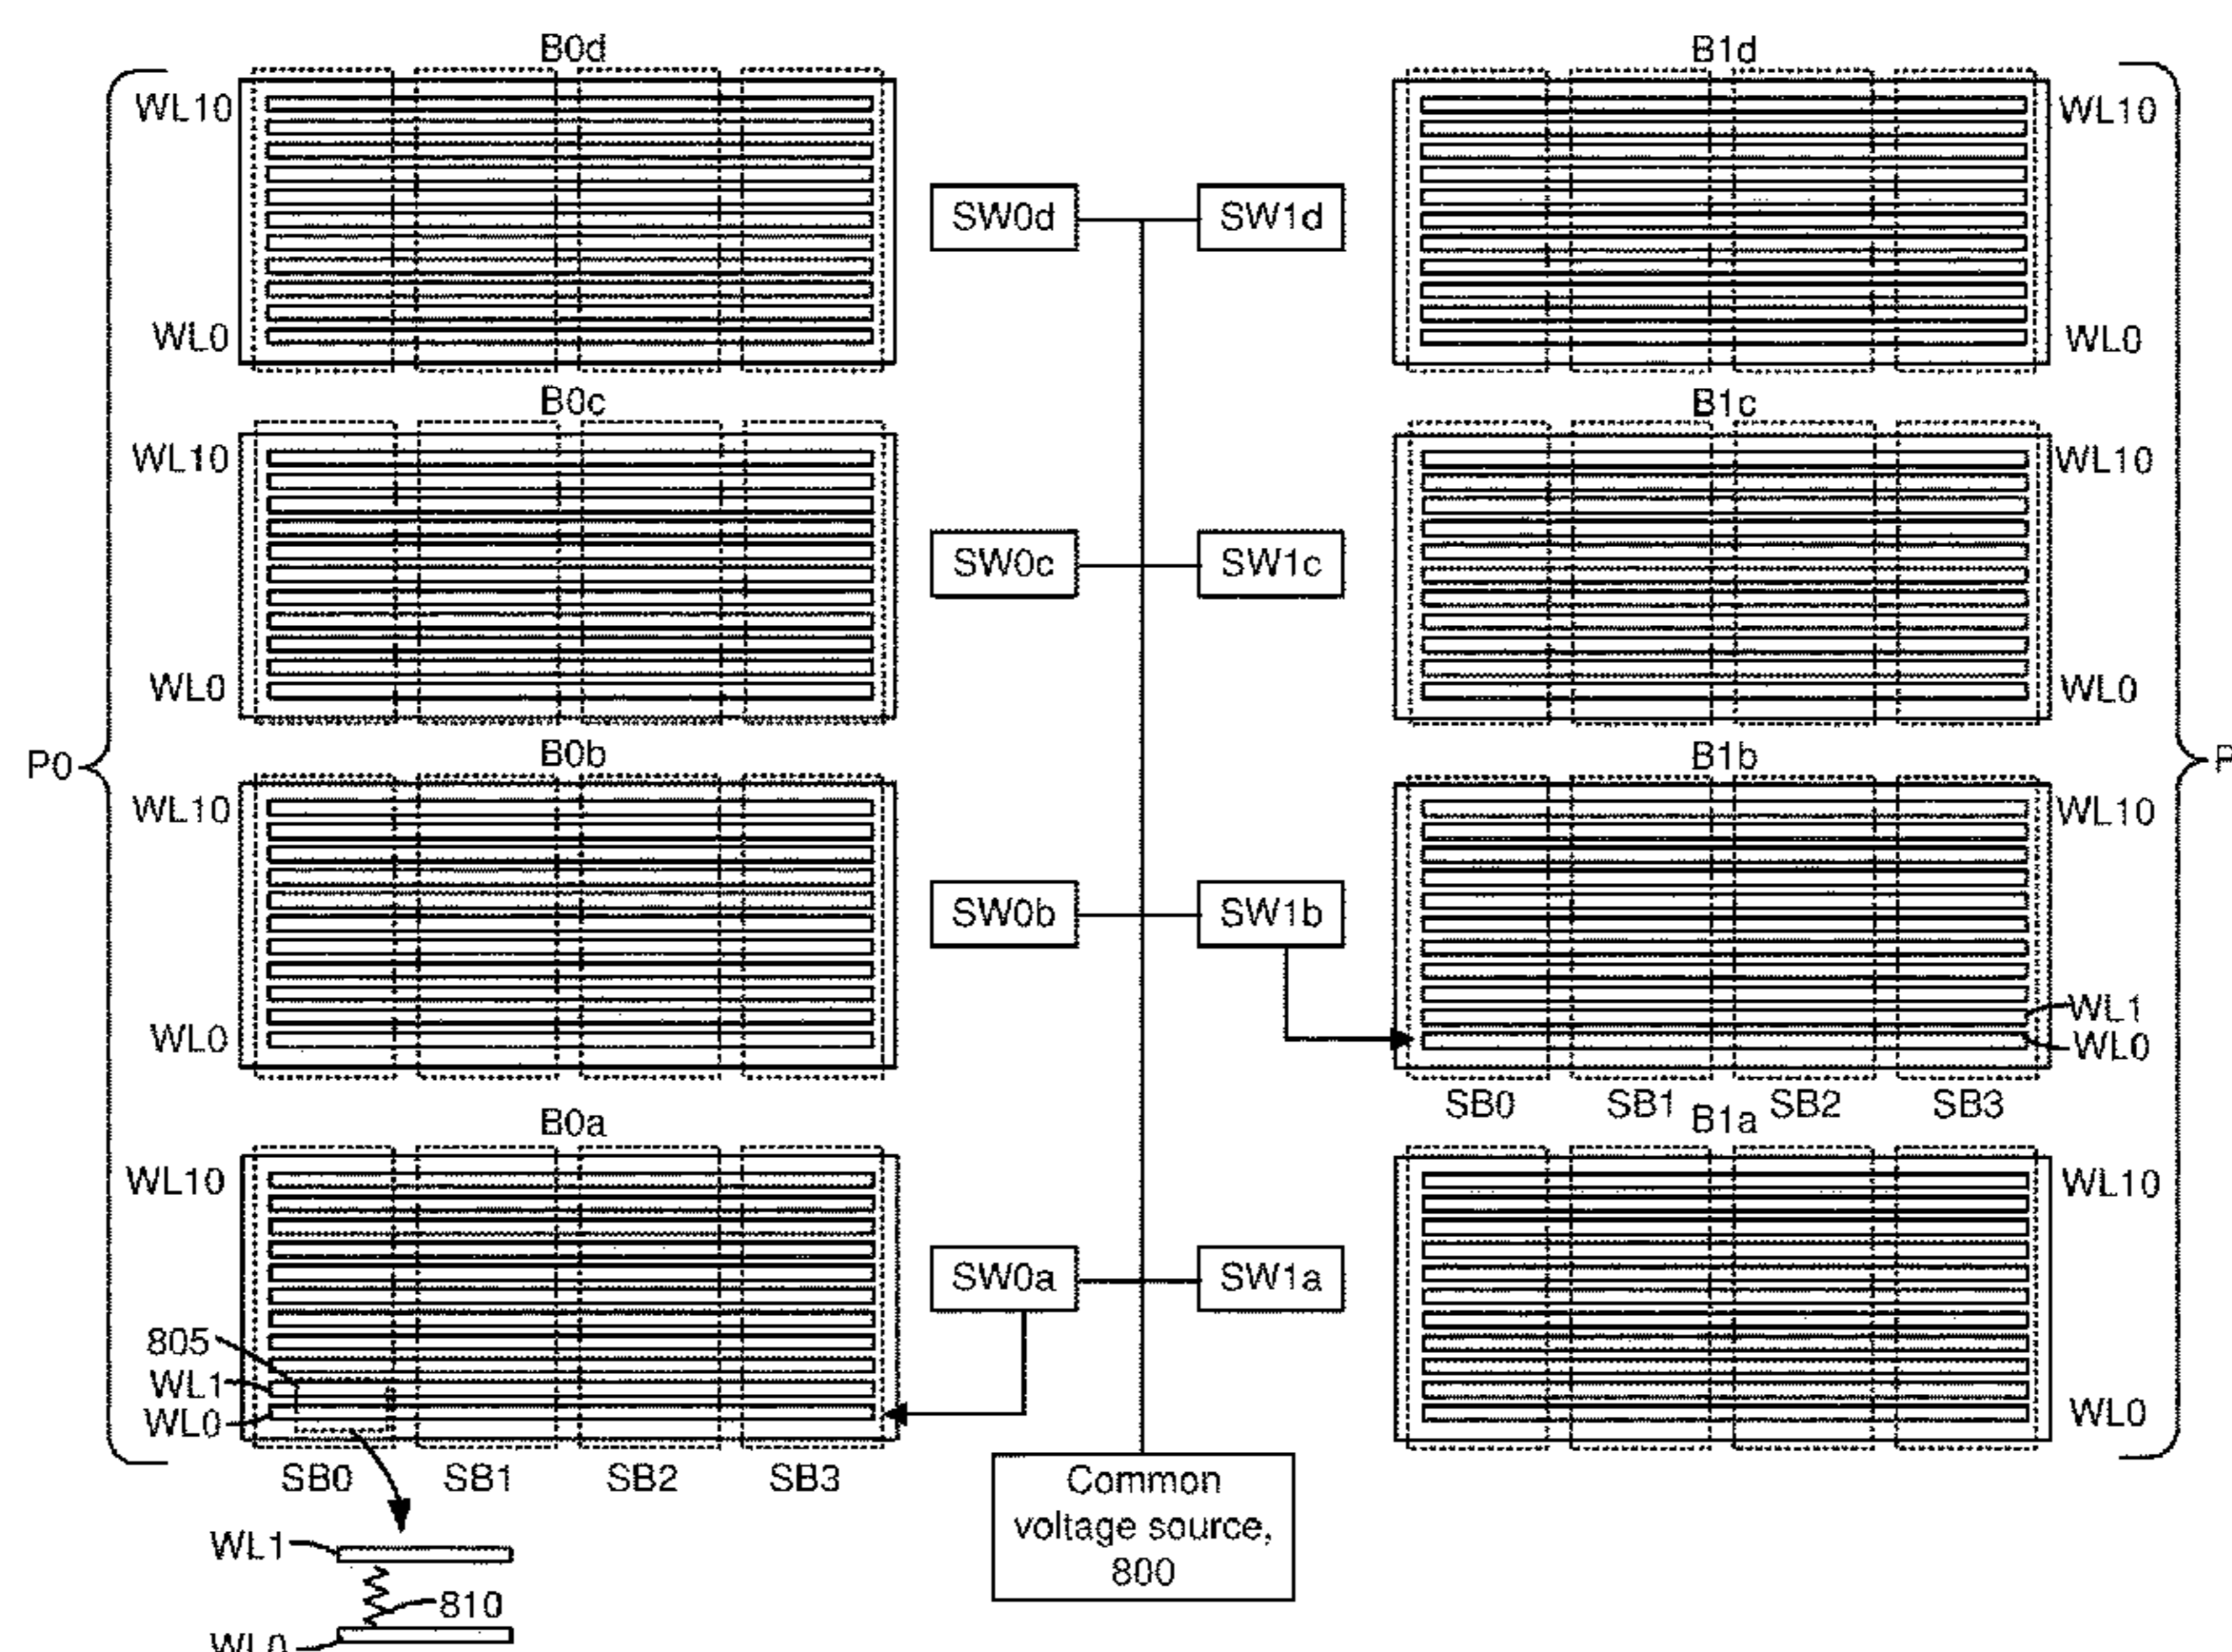 B0d B1d
WL10 WL10
SW0d SW1d
WL0 WL0
B0c B1c
WL10 WL10
SW0c SW1c
WL0 WL0
B0b B1b
P0 P
WL10 WL10
SW0b SW1b
WL1
WL0 WL0
SB0 SB1 SB2 SB3
B0a B1a
WL10 WL10
SW0a SW1a
805
WL1
WL0 WL0
SB0 SB1 SB2 SB3
Common
voltage source,
800
WL1
810
WL0